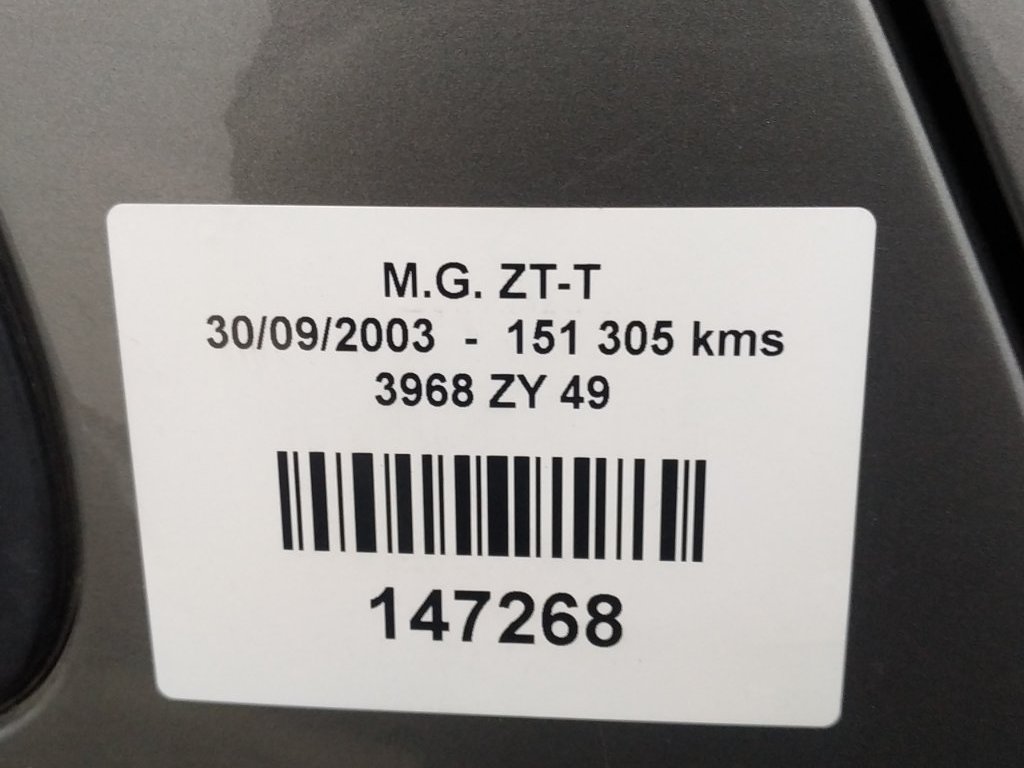 M.G. ZT-T
30/09/2003 - 151 305 kms
3968 ZY 49
147268